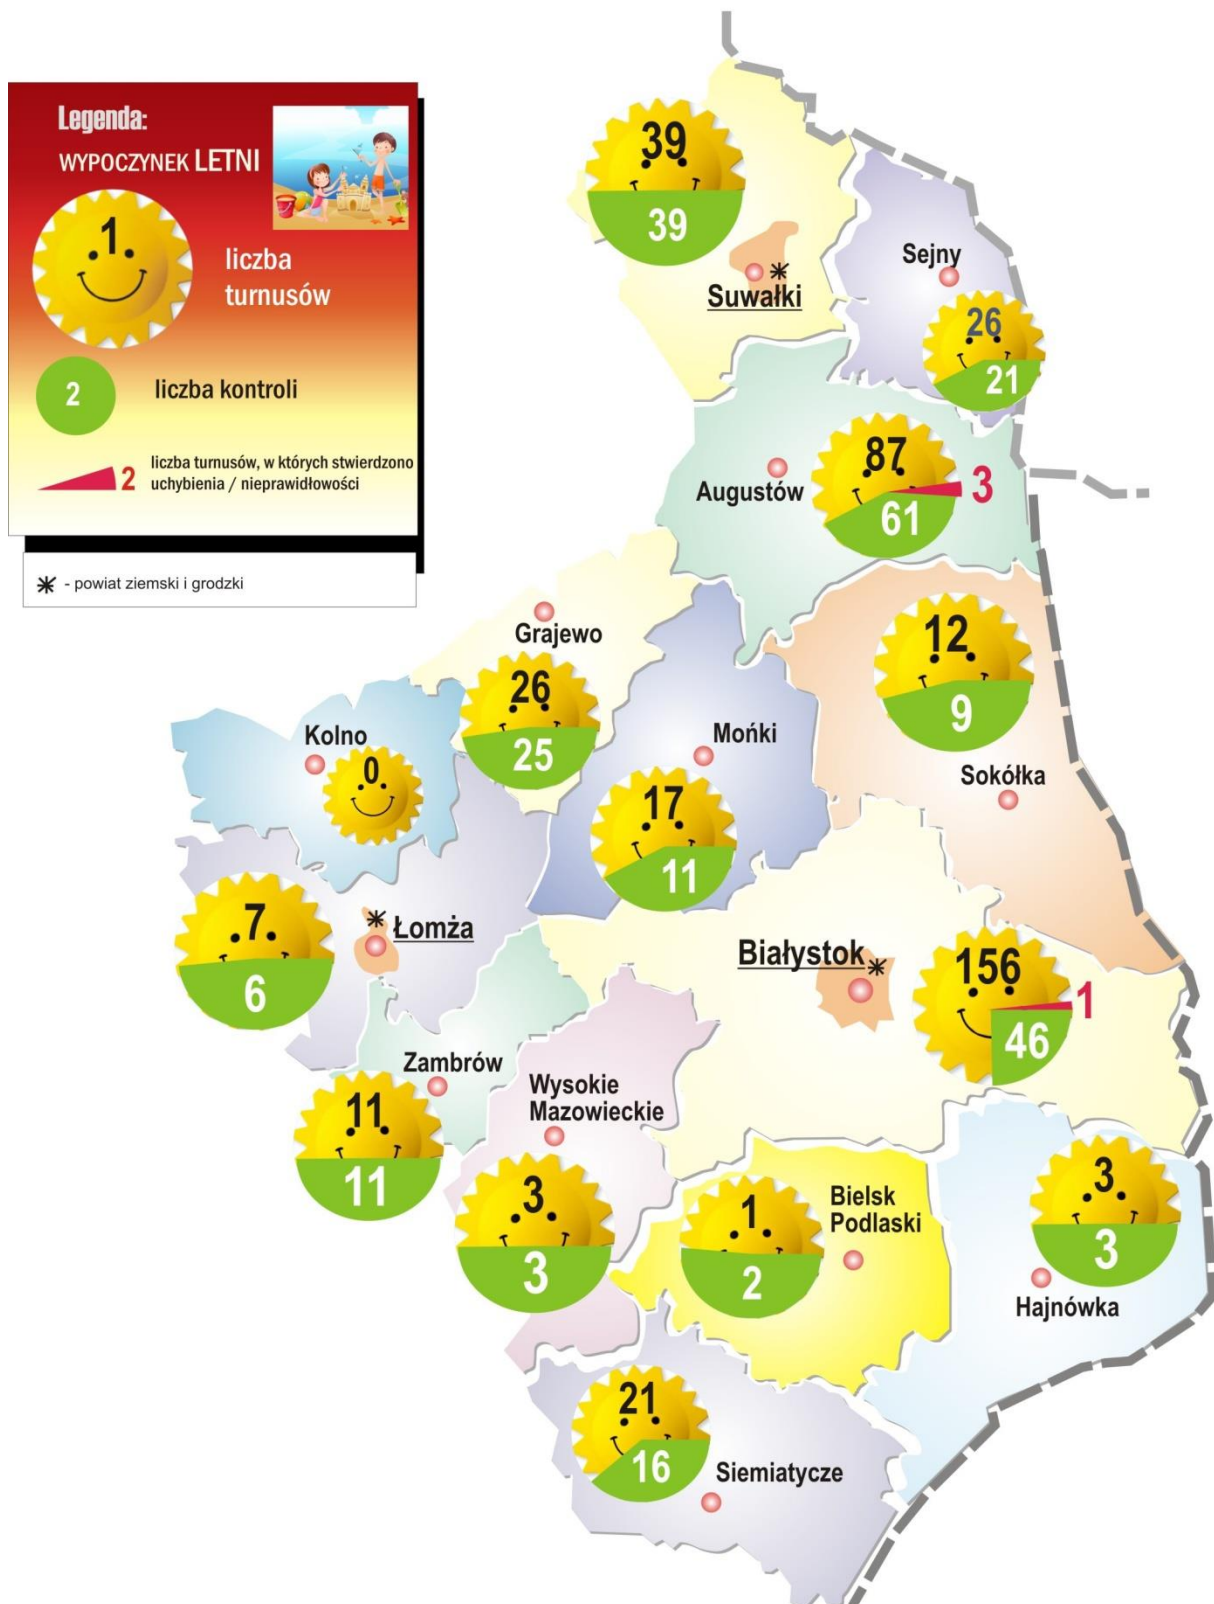 Legenda:
WYPOCZYNEK LETNI
1
liczba
turnusów
2
liczba kontroli
2
liczba turnusów, w których stwierdzono
uchybienia / nieprawidłowości
- powiat ziemski i grodzki
39
39
Suwałki
Sejny
26
21
87
Augustów
3
61
Grajewo
26
25
12
9
Sokółka
Kolno
0
Mońki
17
11
7
6
Łomża
Białystok
156
1
46
Zambrów
11
11
Wysokie
Mazowieckie
3
3
Bielsk
Podlaski
1
2
3
3
Hajnówka
21
16
Siemiatycze